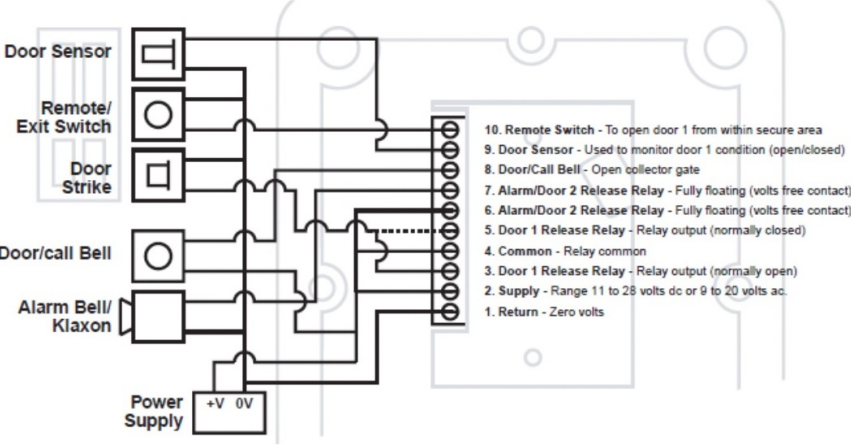 Door Sensor
Remote/
Exit Switch
Door
Strike
Door/call Bell
Alarm Bell/
Klaxon
Power
Supply
+V 0V
10. Remote Switch - To open door 1 from within secure area
9. Door Sensor - Used to monitor door 1 condition (open/closed)
8. Door/Call Bell - Open collector gate
7. Alarm/Door 2 Release Relay - Fully floating (volts free contact)
6. Alarm/Door 2 Release Relay - Fully floating (volts free contact)
5. Door 1 Release Relay - Relay output (normally closed)
4. Common - Relay common
3. Door 1 Release Relay - Relay output (normally open)
2. Supply - Range 11 to 28 volts dc or 9 to 20 volts ac.
1. Return - Zero volts